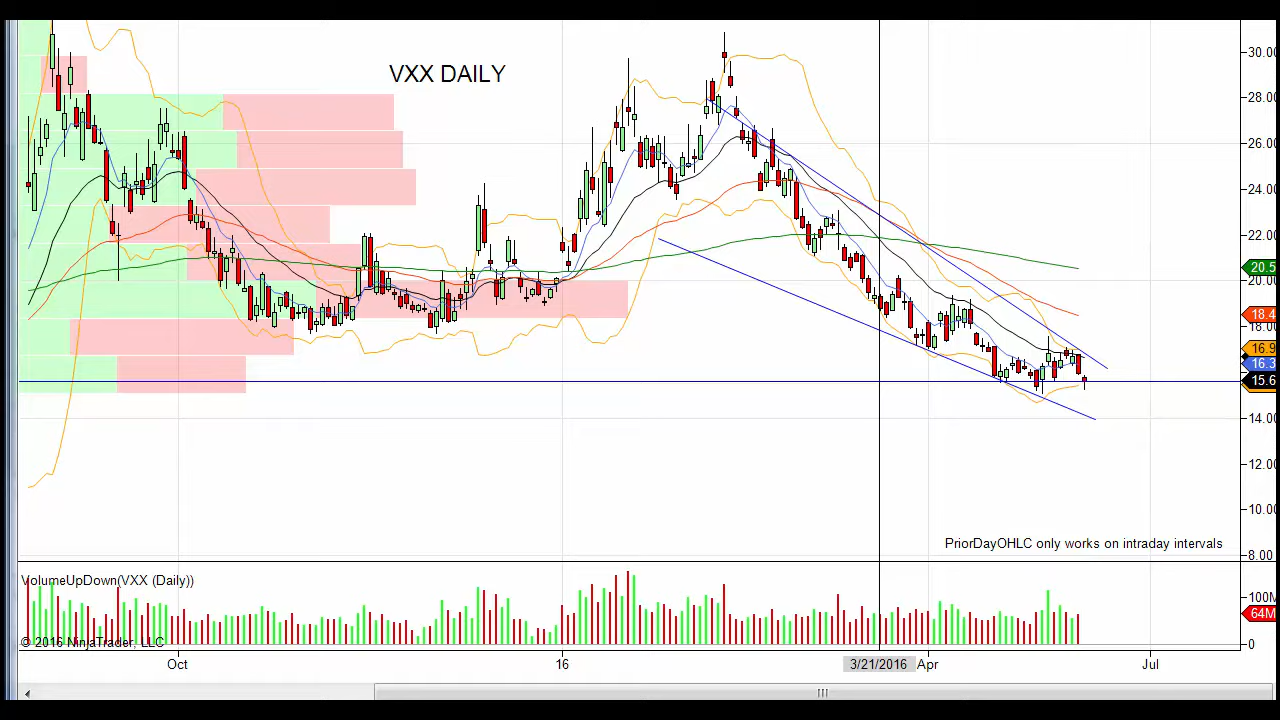 VXX DAILY
30.00
28.00
26.00
24.00
22.00
20.5
20.00
18.4
18.00
16.9
16.3
15.6
14.00
12.00
10.00
PriorDayOHLC only works on intraday intervals
8.00
VolumeUpDown(VXX (Daily))
100M
64M
© 2016 NinjaTrader, LLC
0
Oct 16 3/21/2016 Apr Jul